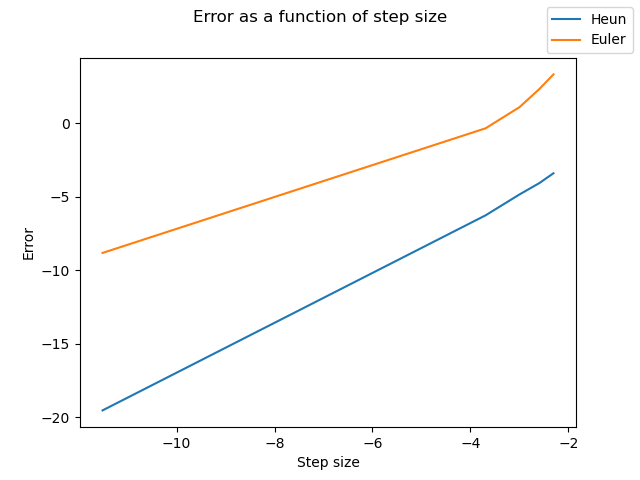 Error as a function of step size
Heun
Euler
Error
0
−5
−10
−15
−20
−10
−8
−6
−4
−2
Step size